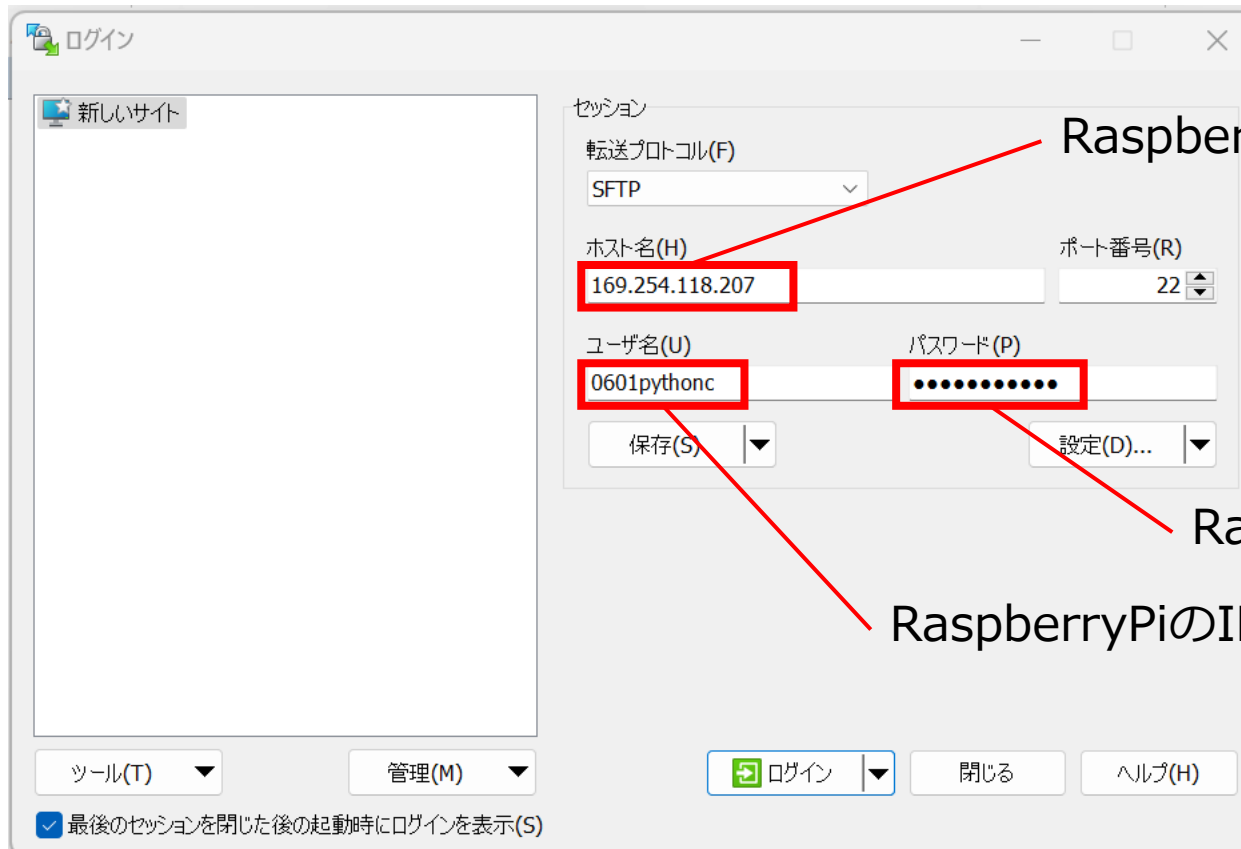 ログイン
新しいサイト
セッション
転送プロトコル(F)
SFTP
Raspber
ホスト名(H)
ポート番号(R)
169.254.118.207
22
ユーザ名(U)
パスワード(P)
0601pythonc
●●●●●●●●●●●
保存(S)
設定(D)...
Ra
RaspberryPiのI
ツール(T)
管理(M)
ログイン
閉じる
ヘルプ(H)
最後のセッションを閉じた後の起動時にログインを表示(S)